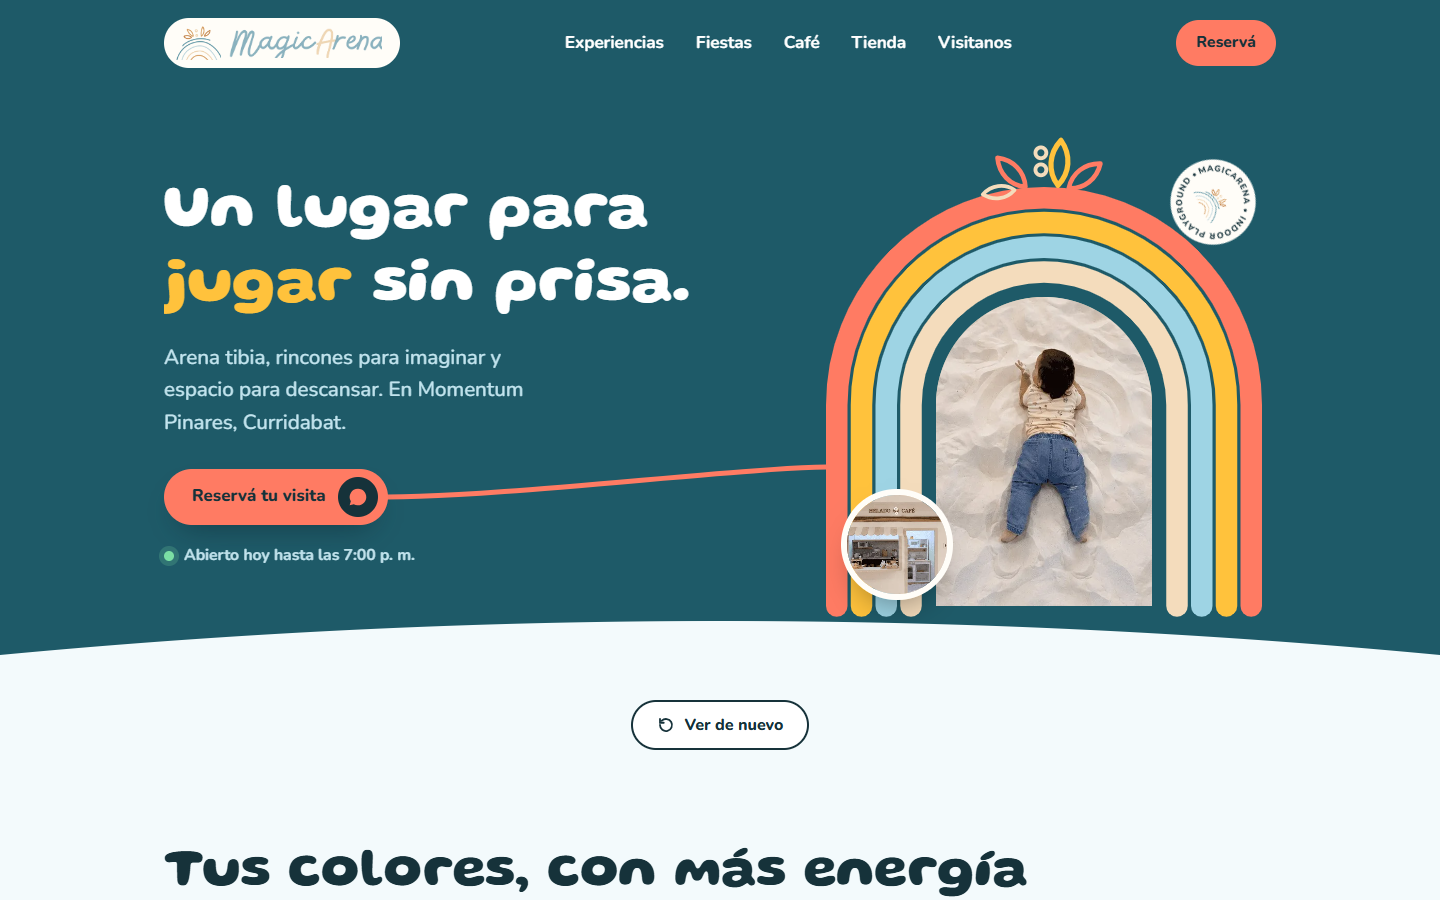 MagicArena
Experiencias
Fiestas
Café
Tienda
Visitanos
Reservá
Un lugar para
jugar sin prisa.
Arena tibia, rincones para imaginar y
espacio para descansar. En Momentum
Pinares, Curridabat.
Reservá tu visita
Abierto hoy hasta las 7:00 p. m.
• MAGICARENA • INDOOR PLAYGROUND
HELADO CAFÉ
Ver de nuevo
Tus colores, con más energía